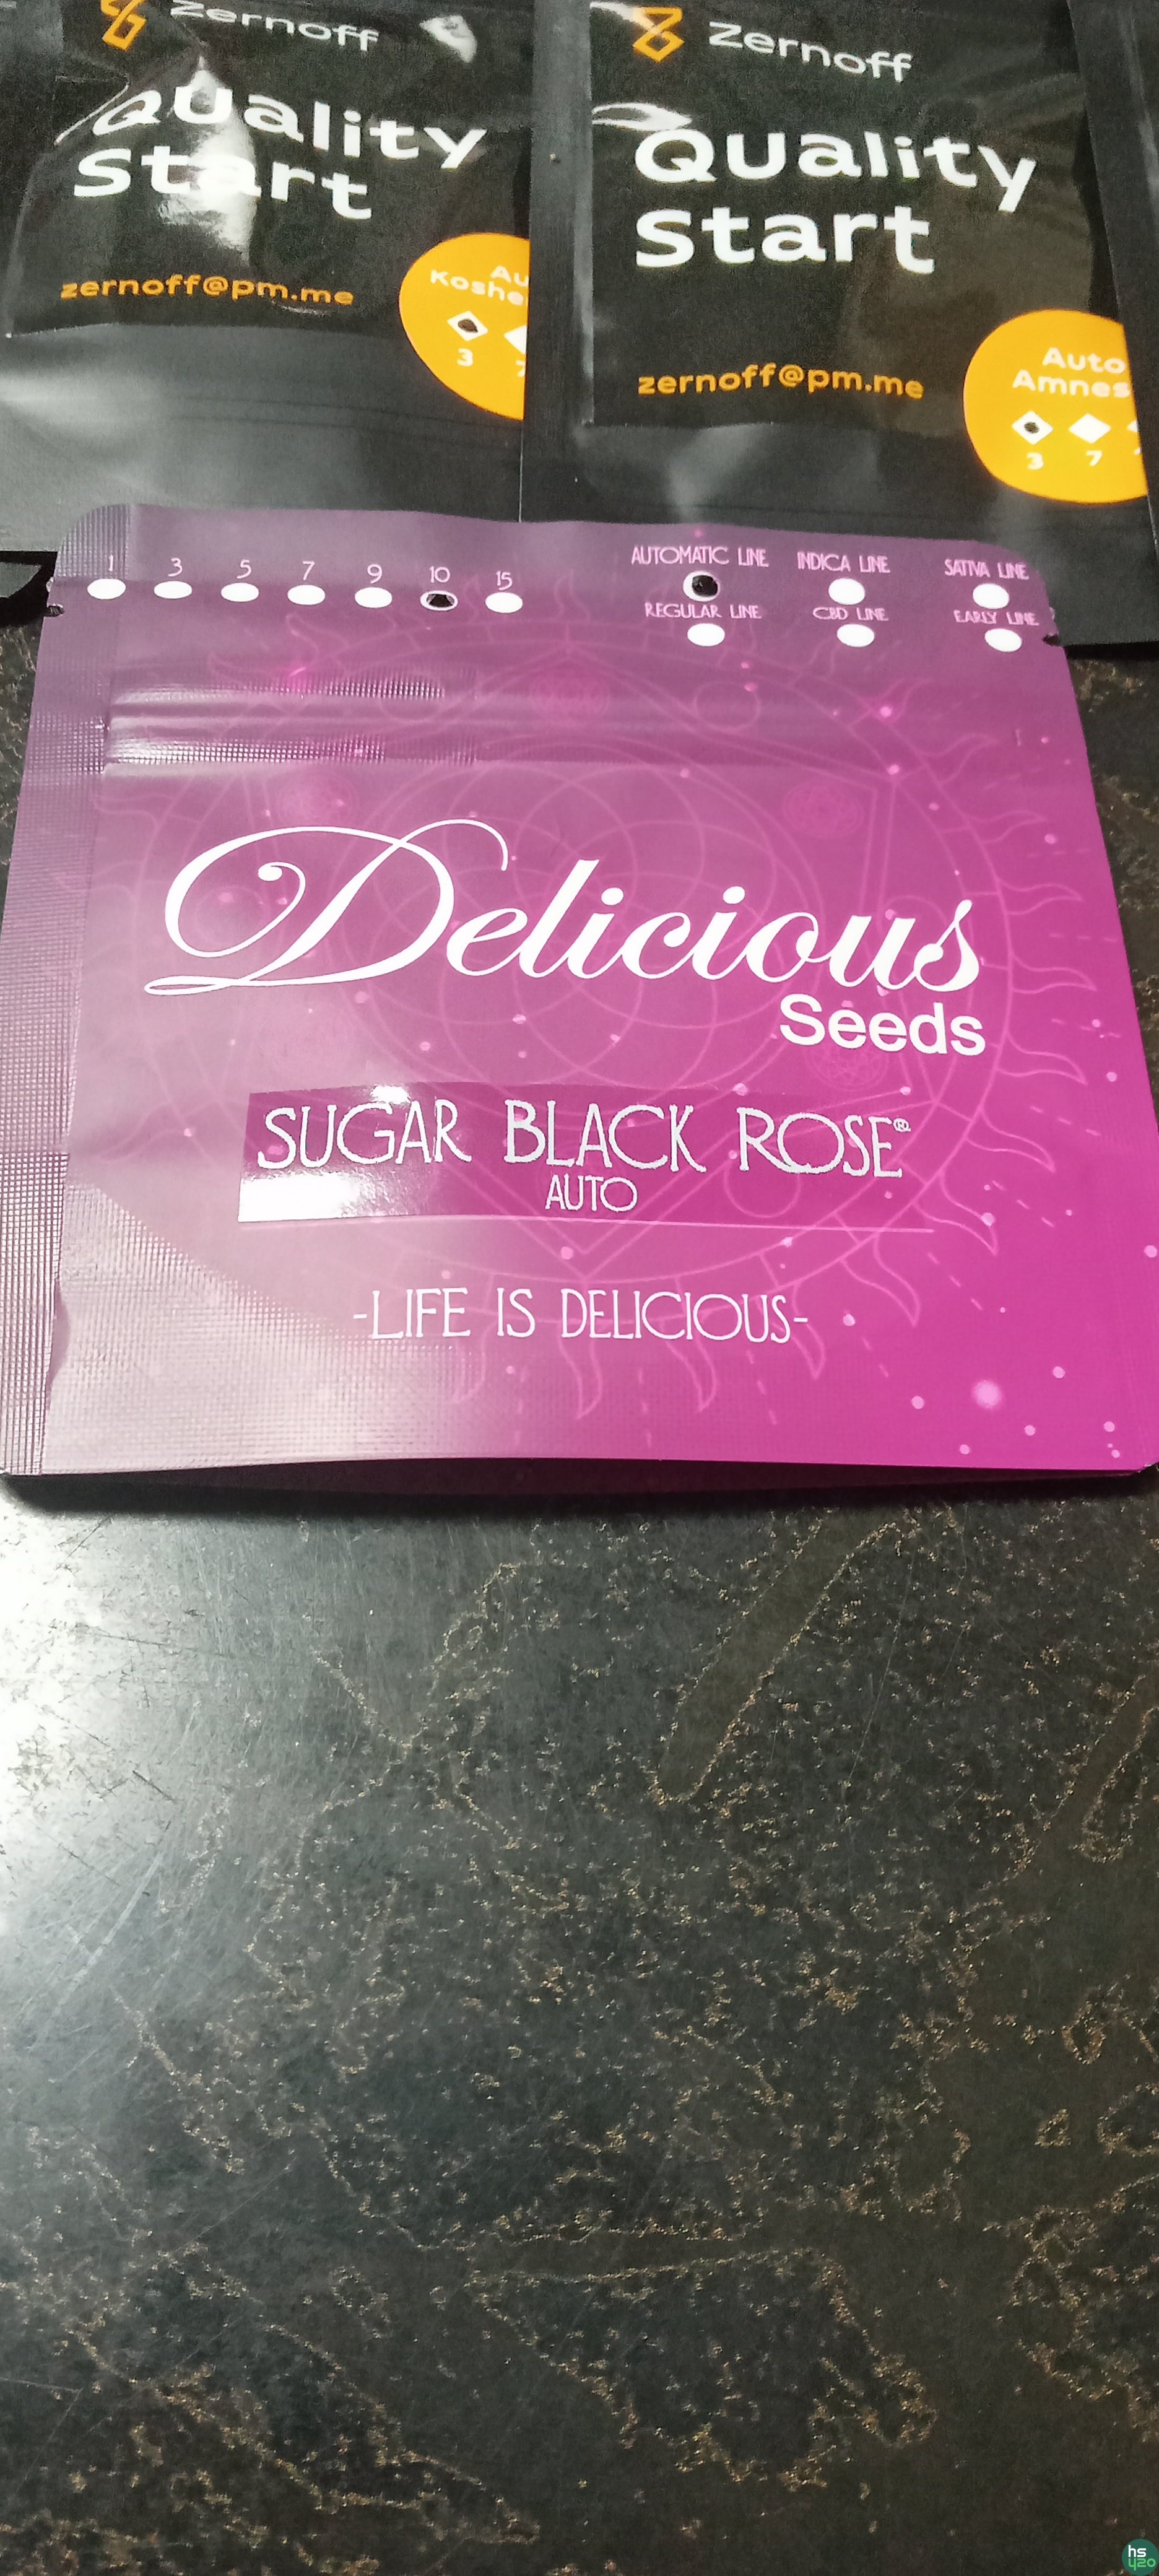 Zernoff
Quality
Start
zernoff@pm.me
3
Zernoff
Quality
Start
zernoff@pm.me
Auto
3 7
1 3 5 7 9 10 15
AUTOMATIC LINE INDICA LINE SATIVA LINE
REGULAR LINE CBD LINE EARLY LINE
Delicious
Seeds
SUGAR BLACK ROSE®
AUTO
-LIFE IS DELICIOUS-
hs
420